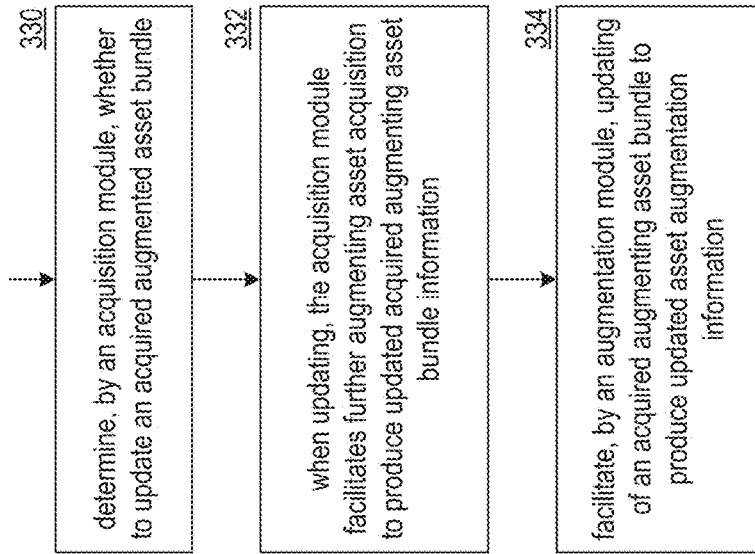 330
determine, by an acquisition module, whether
to update an acquired augmented asset bundle
332
when updating, the acquisition module
facilitates further augmenting asset acquisition
to produce updated acquired augmenting asset
bundle information
334
facilitate, by an augmentation module, updating
of an acquired augmenting asset bundle to
produce updated asset augmentation
information